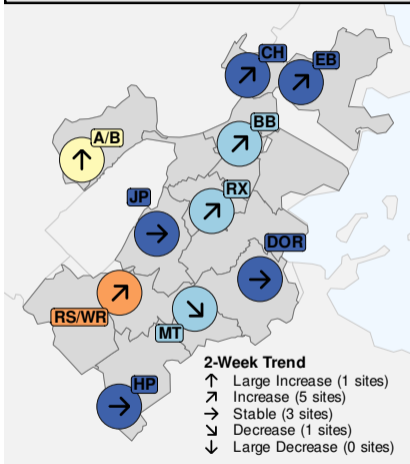 CH
EB
BB
A/B
RX
JP
DOR
RS/WR
MT
HP
2-Week Trend
↑ Large Increase (1 sites)
↗ Increase (5 sites)
→ Stable (3 sites)
↘ Decrease (1 sites)
↓ Large Decrease (0 sites)